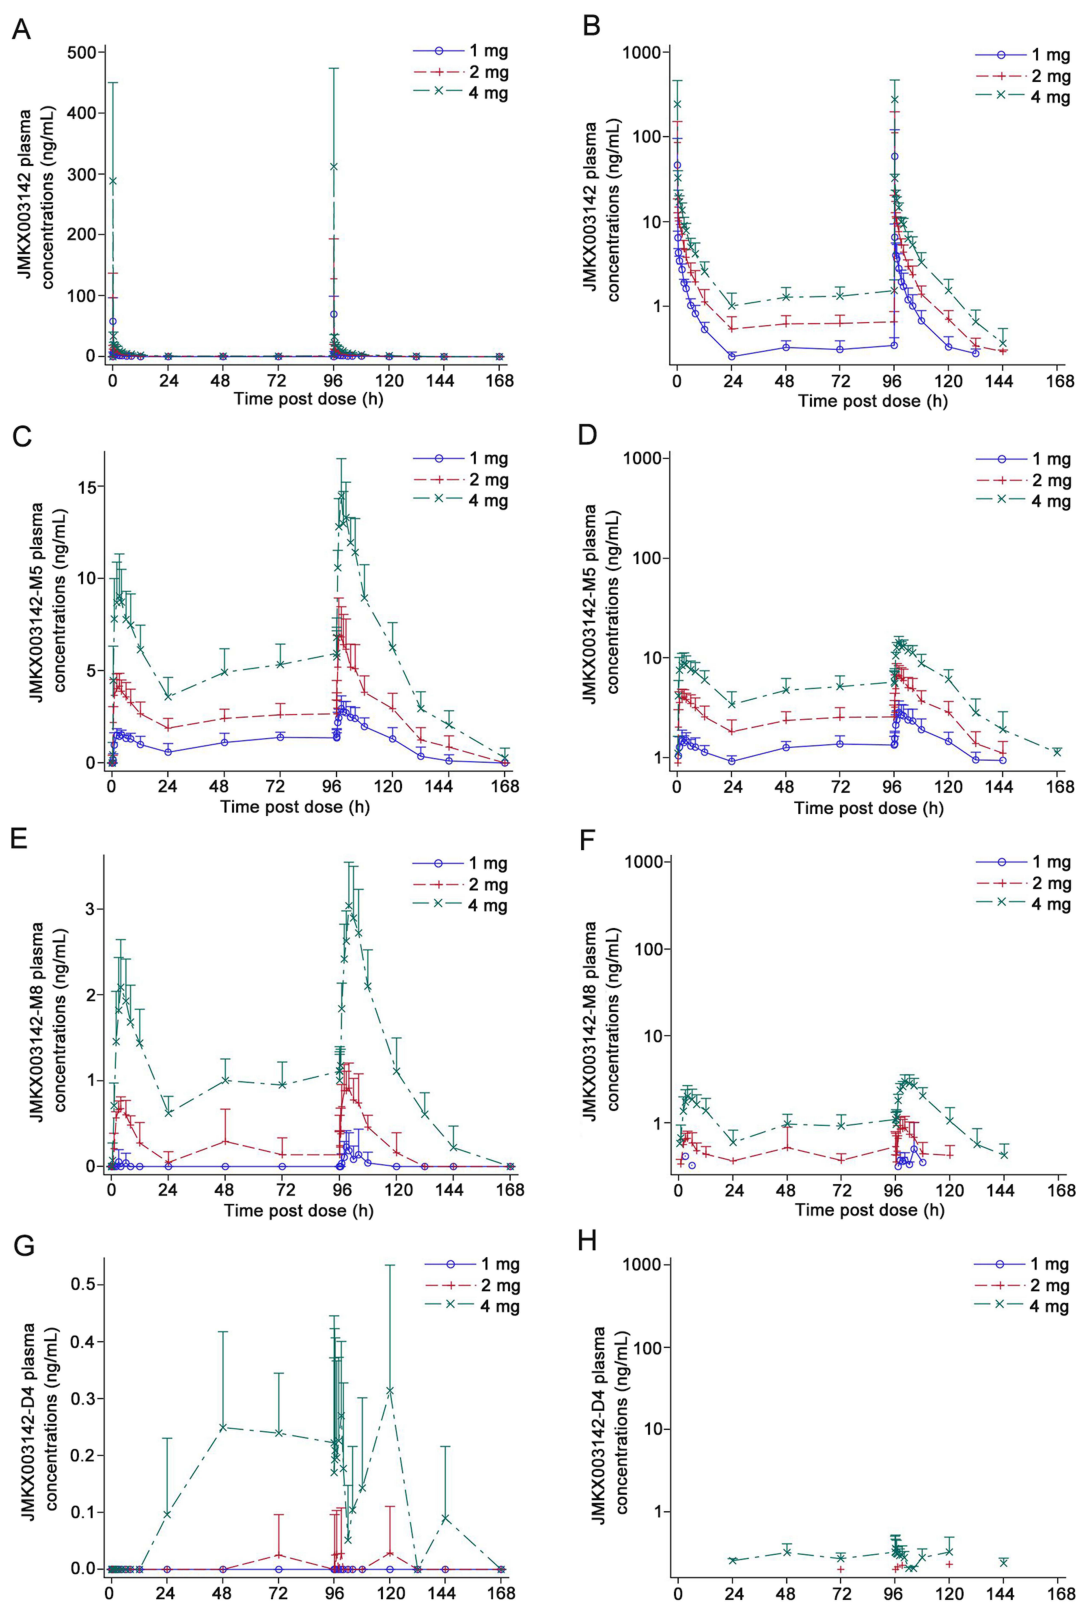 A
JMKX003142 plasma
concentrations (ng/mL)
500
400
300
200
100
0
1 mg
2 mg
4 mg
0 24 48 72 96 120 144 168
Time post dose (h)
B
JMKX003142 plasma
concentrations (ng/mL)
1000
100
10
1
1 mg
2 mg
4 mg
0 24 48 72 96 120 144 168
Time post dose (h)
C
JMKX003142-M5 plasma
concentrations (ng/mL)
15
10
5
0
1 mg
2 mg
4 mg
0 24 48 72 96 120 144 168
Time post dose (h)
D
JMKX003142-M5 plasma
concentrations (ng/mL)
1000
100
10
1
1 mg
2 mg
4 mg
0 24 48 72 96 120 144 168
Time post dose (h)
E
JMKX003142-M8 plasma
concentrations (ng/mL)
3
2
1
0
1 mg
2 mg
4 mg
0 24 48 72 96 120 144 168
Time post dose (h)
F
JMKX003142-M8 plasma
concentrations (ng/mL)
1000
100
10
1
1 mg
2 mg
4 mg
0 24 48 72 96 120 144 168
Time post dose (h)
G
JMKX003142-D4 plasma
concentrations (ng/mL)
0.5
0.4
0.3
0.2
0.1
0.0
1 mg
2 mg
4 mg
0 24 48 72 96 120 144 168
Time post dose (h)
H
JMKX003142-D4 plasma
concentrations (ng/mL)
1000
100
10
1
1 mg
2 mg
4 mg
0 24 48 72 96 120 144 168
Time post dose (h)